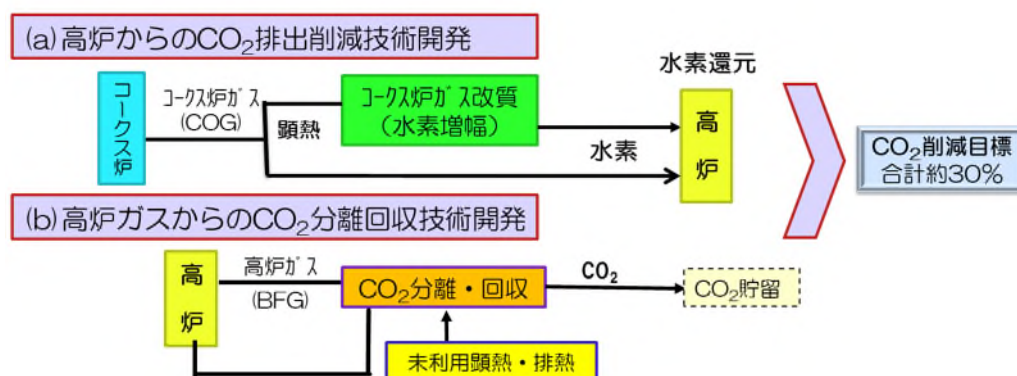 (a)高炉からのCO₂排出削減技術開発
水素還元
コークス炉
コークス炉ガス
(COG)
顕熱
コークス炉ガス改質
(水素増幅)
水素
高炉
CO₂削減目標
合計約30%
(b)高炉ガスからのCO₂分離回収技術開発
高炉
高炉ガス
(BFG)
CO₂分離・回収
CO₂
CO₂貯留
未利用顕熱・排熱